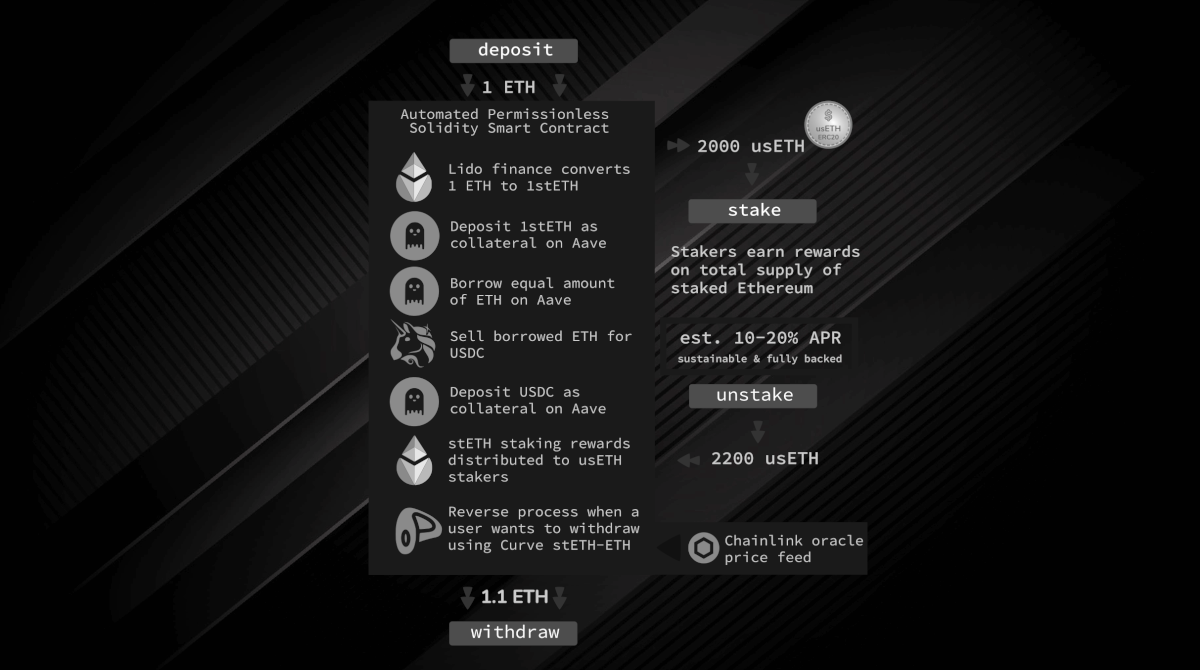 deposit
1 ETH
Automated Permissionless
Solidity Smart Contract
Lido finance converts
1 ETH to 1stETH
Deposit 1stETH as
collateral on Aave
Borrow equal amount
of ETH on Aave
Sell borrowed ETH for
USDC
Deposit USDC as
collateral on Aave
stETH staking rewards
distributed to usETH
stakers
Reverse process when a
user wants to withdraw
using Curve stETH-ETH
1.1 ETH
withdraw
$
usETH
ERC20
2000 usETH
stake
Stakers earn rewards
on total supply of
staked Ethereum
est. 10-20% APR
sustainable & fully backed
unstake
2200 usETH
Chainlink oracle
price feed